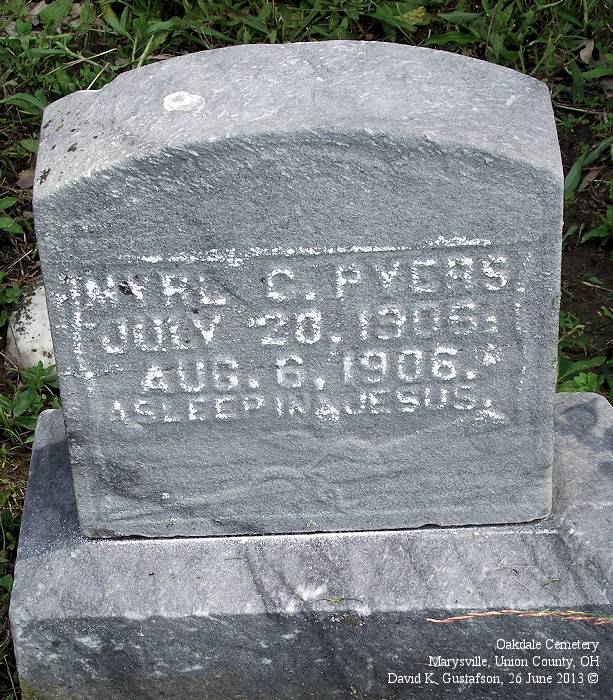 MYRL C. PYERS.
JULY 20, 1906;
AUG. 6, 1906.
ASLEEP IN JESUS.
Oakdale Cemetery
Marysville, Union County, OH
David K. Gustafson, 26 June 2013 ©